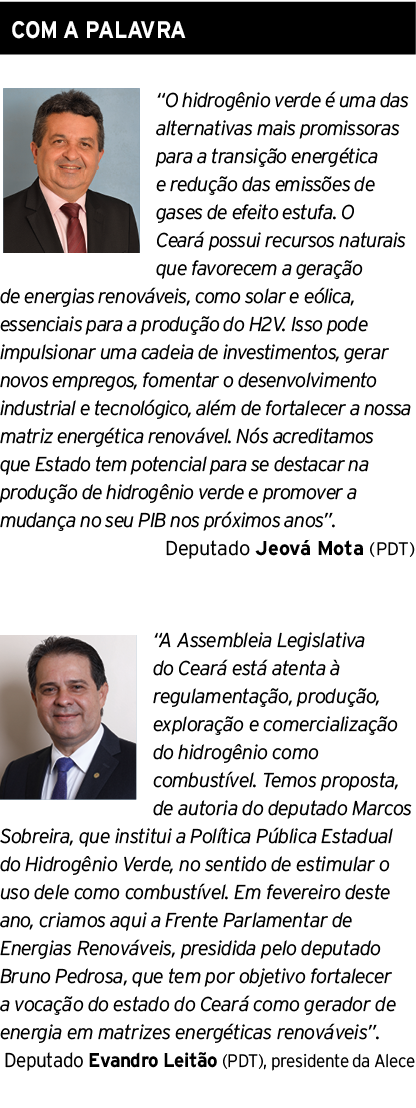 COM A PALAVRA
“O hidrogênio verde é uma das
alternativas mais promissoras
para a transição energética
e redução das emissões de
gases de efeito estufa. O
Ceará possui recursos naturais
que favorecem a geração
de energias renováveis, como solar e eólica,
essenciais para a produção do H2V. Isso pode
impulsionar uma cadeia de investimentos, gerar
novos empregos, fomentar o desenvolvimento
industrial e tecnológico, além de fortalecer a nossa
matriz energética renovável. Nós acreditamos
que Estado tem potencial para se destacar na
produção de hidrogênio verde e promover a
mudança no seu PIB nos próximos anos”.
Deputado Jeová Mota (PDT)
“A Assembleia Legislativa
do Ceará está atenta à
regulamentação, produção,
exploração e comercialização
do hidrogênio como
combustível. Temos proposta,
de autoria do deputado Marcos
Sobreira, que institui a Política Pública Estadual
do Hidrogênio Verde, no sentido de estimular o
uso dele como combustível. Em fevereiro deste
ano, criamos aqui a Frente Parlamentar de
Energias Renováveis, presidida pelo deputado
Bruno Pedrosa, que tem por objetivo fortalecer
a vocação do estado do Ceará como gerador de
energia em matrizes energéticas renováveis”.
Deputado Evandro Leitão (PDT), presidente da Alece